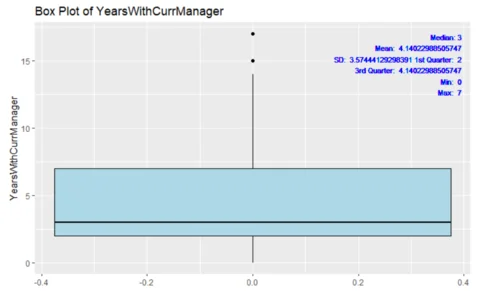 Box Plot of YearsWithCurrManager
Median: 3
Mean: 4.14022988505747
SD: 3.57444129298391 1st Quarter: 2
3rd Quarter: 4.14022988505747
Min: 0
Max: 7
YearsWithCurrManager
15
10
5
0
-0.4 -0.2 0.0 0.2 0.4